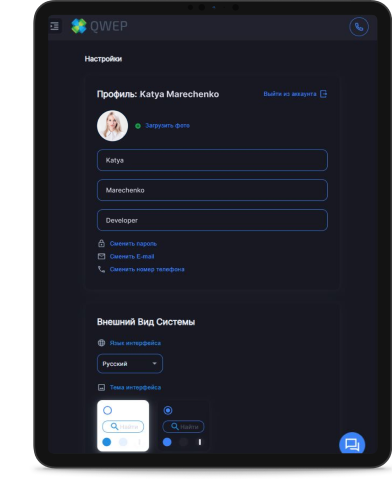 QWEP
Настройки
Профиль: Katya Marechenko
Выйти из аккаунта
Загрузить фото
Katya
Marechenko
Developer
Сменить пароль
Сменить E-mail
Сменить номер телефона
Внешний Вид Системы
Язык интерфейса
Русский
Тема интерфейса
Найти
Найти